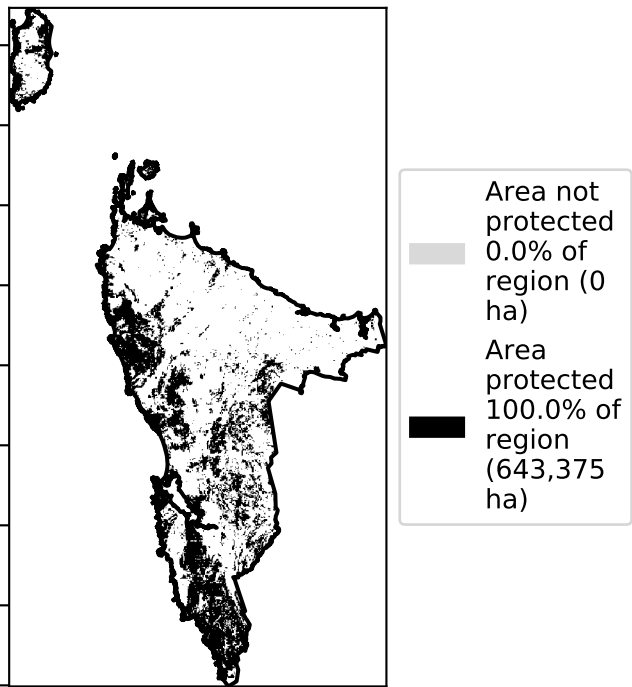 Area not
protected
0.0% of
region (0
ha)
Area
protected
100.0% of
region
(643,375
ha)